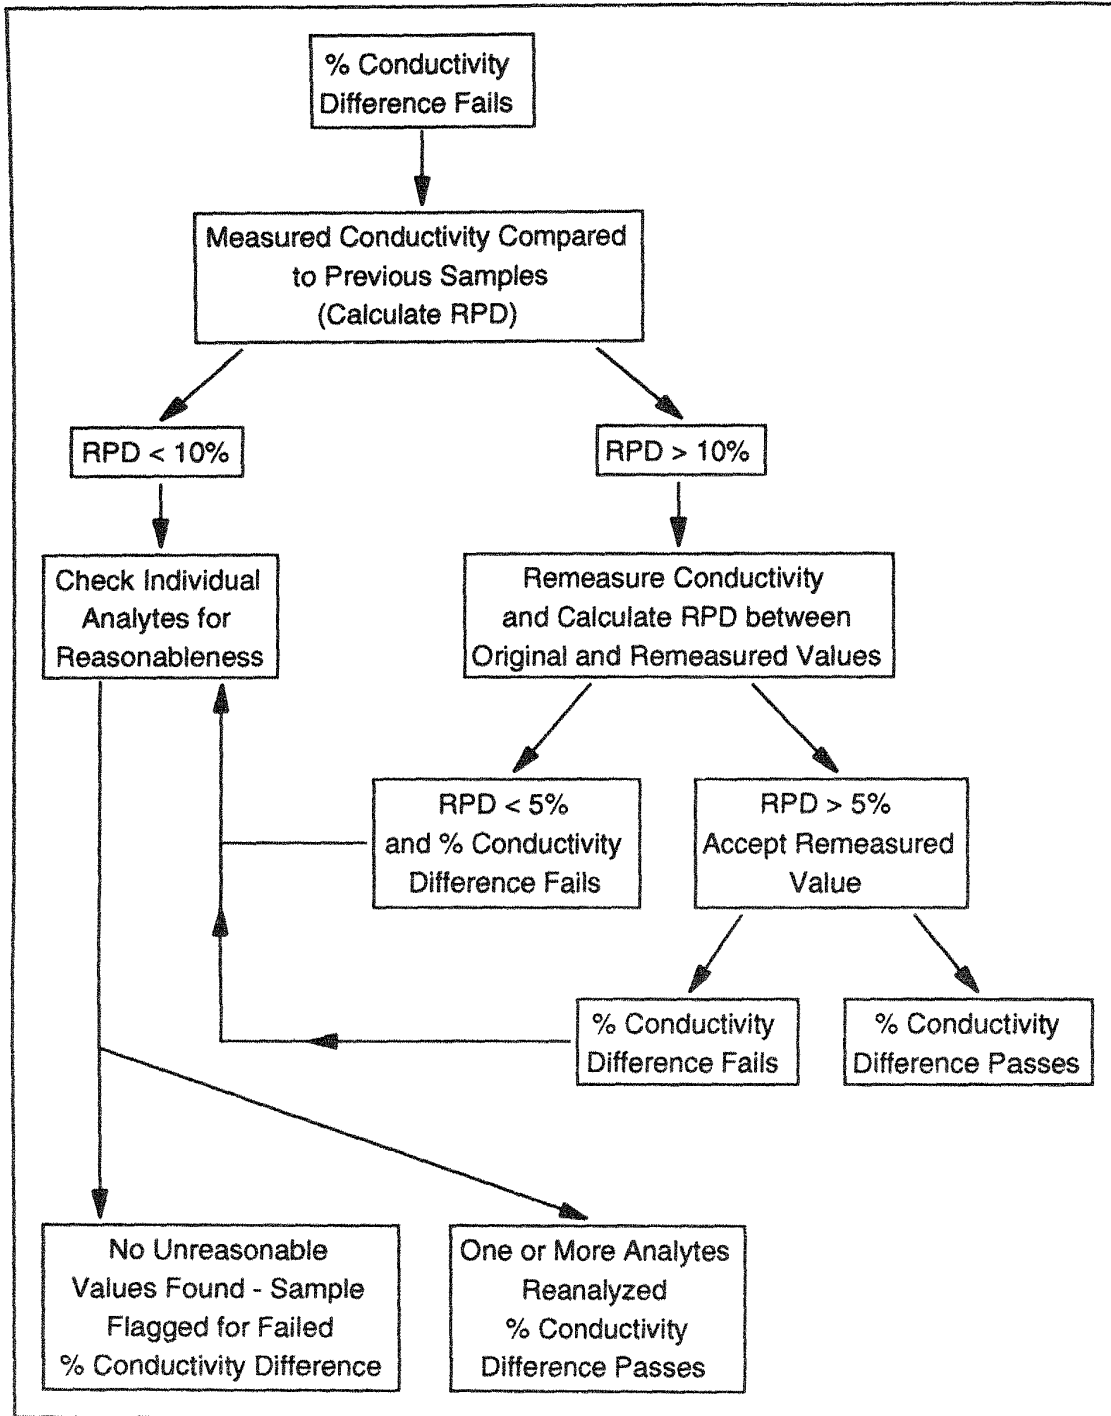 % Conductivity
Difference Fails
Measured Conductivity Compared
to Previous Samples
(Calculate RPD)
RPD < 10%
RPD > 10%
Check Individual
Analytes for
Reasonableness
Remeasure Conductivity
and Calculate RPD between
Original and Remeasured Values
RPD < 5%
and % Conductivity
Difference Fails
RPD > 5%
Accept Remeasured
Value
% Conductivity
Difference Fails
% Conductivity
Difference Passes
No Unreasonable
Values Found - Sample
Flagged for Failed
% Conductivity Difference
One or More Analytes
Reanalyzed
% Conductivity
Difference Passes